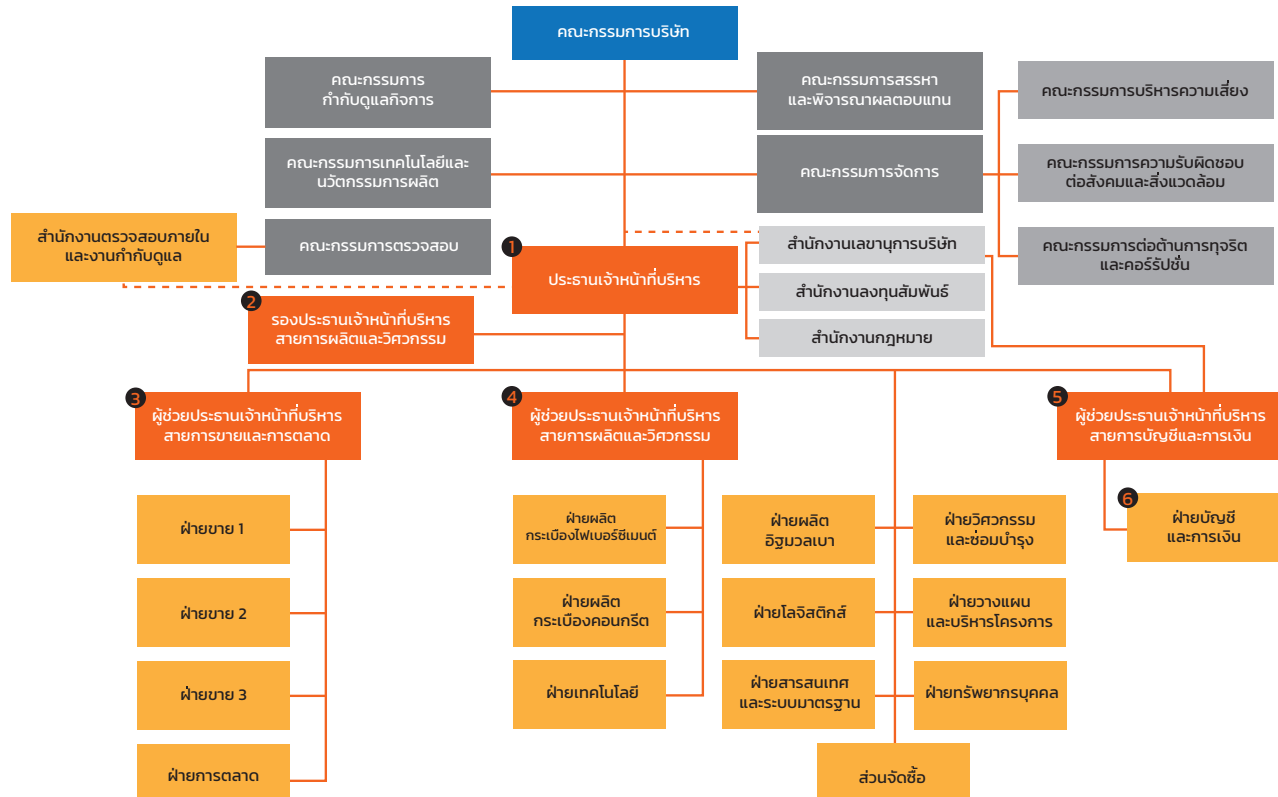 คณะกรรมการบริษัท
คณะกรรมการ
กำกับดูแลกิจการ
คณะกรรมการสรรหา
และพิจารณาผลตอบแทน
คณะกรรมการบริหารความเสี่ยง
คณะกรรมการเทคโนโลยีและ
นวัตกรรมการผลิต
คณะกรรมการจัดการ
คณะกรรมการความรับผิดชอบ
ต่อสังคมและสิ่งแวดล้อม
สำนักงานตรวจสอบภายใน
และงานกำกับดูแล
คณะกรรมการตรวจสอบ
1
ประธานเจ้าหน้าที่บริหาร
สำนักงานเลขานุการบริษัท
สำนักงานลงทุนสัมพันธ์
สำนักงานกฎหมาย
คณะกรรมการต่อต้านการทุจริต
และคอร์รัปชั่น
2
รองประธานเจ้าหน้าที่บริหาร
สายการผลิตและวิศวกรรม
3
ผู้ช่วยประธานเจ้าหน้าที่บริหาร
สายการขายและการตลาด
4
ผู้ช่วยประธานเจ้าหน้าที่บริหาร
สายการผลิตและวิศวกรรม
5
ผู้ช่วยประธานเจ้าหน้าที่บริหาร
สายการบัญชีและการเงิน
ฝ่ายขาย 1
ฝ่ายผลิต
กระเบื้องไฟเบอร์ซีเมนต์
ฝ่ายผลิต
อิฐมวลเบา
ฝ่ายวิศวกรรม
และซ่อมบำรุง
6
ฝ่ายบัญชี
และการเงิน
ฝ่ายขาย 2
ฝ่ายผลิต
กระเบื้องคอนกรีต
ฝ่ายโลจิสติกส์
ฝ่ายวางแผน
และบริหารโครงการ
ฝ่ายขาย 3
ฝ่ายเทคโนโลยี
ฝ่ายสารสนเทศ
และระบบมาตรฐาน
ฝ่ายทรัพยากรบุคคล
ฝ่ายการตลาด
ส่วนจัดซื้อ